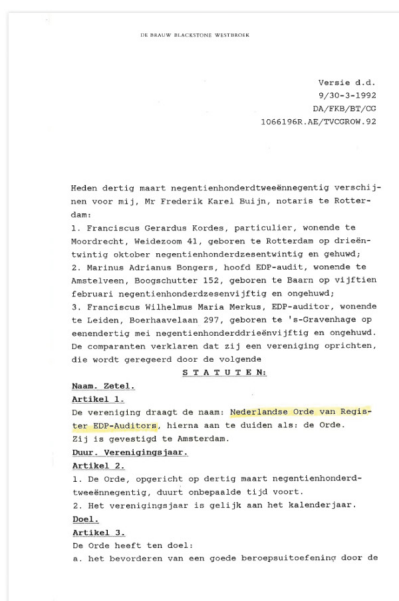 DE BRAUW BLACKSTONE WESTBROEK
Versie d.d.
9/30-3-1992
DA/FKB/BT/CG
1066196R.AE/TVCGROW.92
Heden dertig maart negentienhonderdtweeënnegentig verschij-
nen voor mij, Mr Frederik Karel Buijn, notaris te Rotter-
dam:
1. Franciscus Gerardus Kordes, particulier, wonende te
Moordrecht, Weidezoom 41, geboren te Rotterdam op drieën-
twintig oktober negentienhonderdzesentwintig en gehuwd;
2. Marinus Adrianus Bongers, hoofd EDP-audit, wonende te
Amstelveen, Boogschutter 152, geboren te Baarn op vijftien
februari negentienhonderdzesenvijftig en ongehuwd;
3. Franciscus Wilhelmus Maria Merkus, EDP-auditor, wonende
te Leiden, Boerhaavelaan 297, geboren te 's-Gravenhage op
eenendertig mei negentienhonderddrieënvijftig en ongehuwd.
De comparanten verklaren dat zij een vereniging oprichten,
die wordt geregeerd door de volgende
S T A T U T E N:
Naam. Zetel.
Artikel 1.
De vereniging draagt de naam: Nederlandse Orde van Regis-
ter EDP-Auditors, hierna aan te duiden als: de Orde.
Zij is gevestigd te Amsterdam.
Duur. Verenigingsjaar.
Artikel 2.
1. De Orde, opgericht op dertig maart negentienhonderd-
tweeënnegentig, duurt onbepaalde tijd voort.
2. Het verenigingsjaar is gelijk aan het kalenderjaar.
Doel.
Artikel 3.
De Orde heeft ten doel:
a. het bevorderen van een goede beroepsuitoefening door de